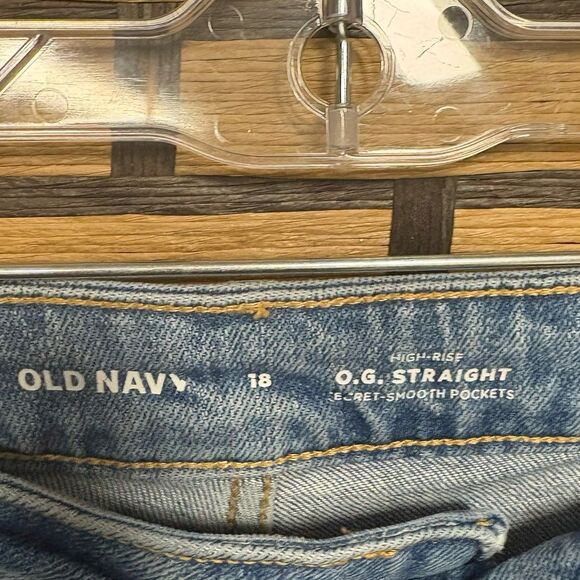 OLD NAVY
18
HIGH-RISE
O.G. STRAIGHT
SECRET-SMOOTH POCKETS